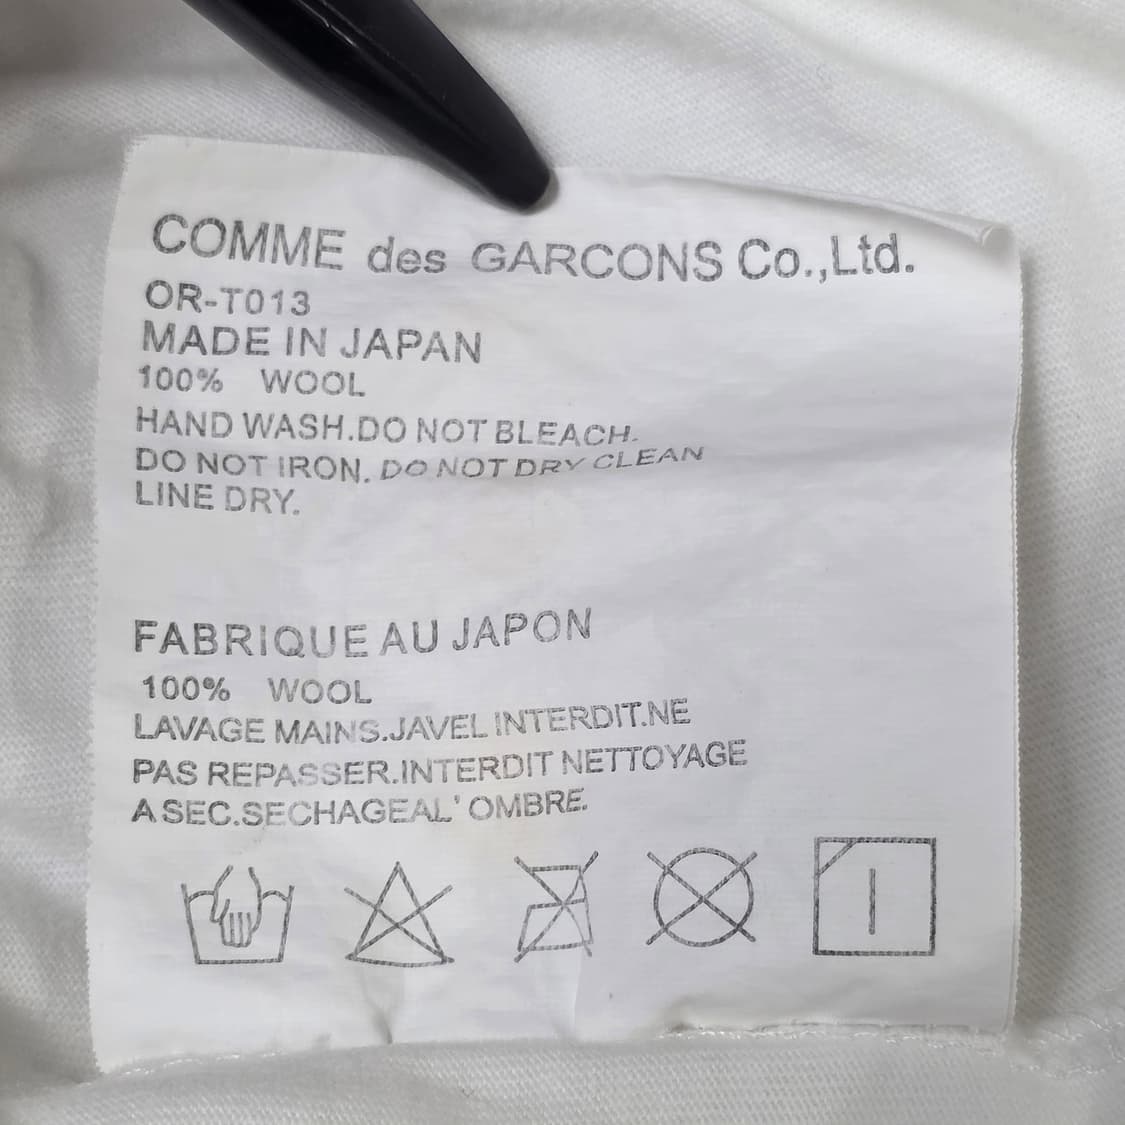 COMME des GARCONS Co.,Ltd.
OR-T013
MADE IN JAPAN
100% WOOL
HAND WASH.DO NOT BLEACH.
DO NOT IRON. DO NOT DRY CLEAN
LINE DRY.
FABRIQUE AU JAPON
100% WOOL
LAVAGE MAINS.JAVEL INTERDIT.NE
PAS REPASSER.INTERDIT NETTOYAGE
A SEC.SECHAGEAL' OMBRE.